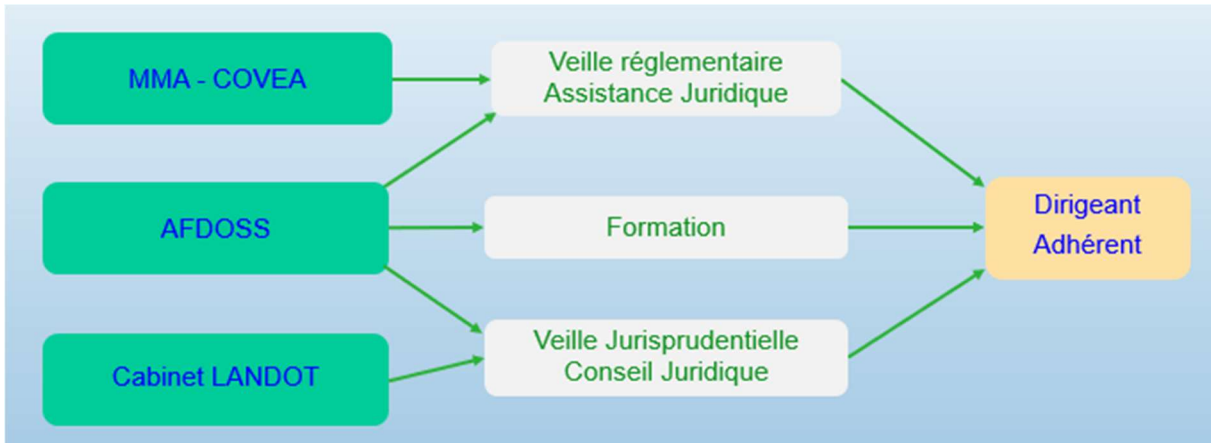 MMA - COVEA
Veille réglementaire
Assistance Juridique
AFDOSS
Formation
Dirigeant
Adhérent
Cabinet LANDOT
Veille Jurisprudentielle
Conseil Juridique